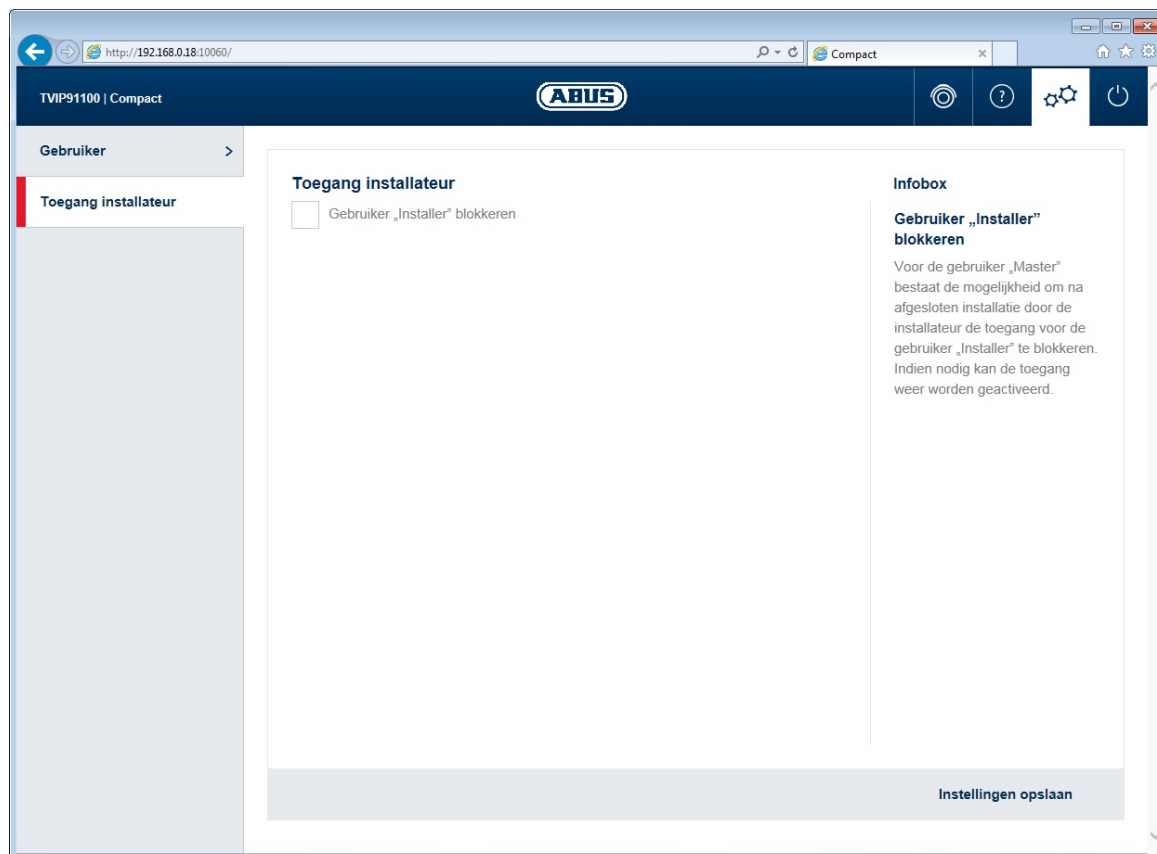 http://192.168.0.18:10060/
Compact
TVIP91100 | Compact
ABUS
?
Gebruiker
Toegang installateur
Toegang installateur
Gebruiker „Installer” blokkeren
Infobox
Gebruiker „Installer”
blokkeren
Voor de gebruiker „Master”
bestaat de mogelijkheid om na
afgesloten installatie door de
installateur de toegang voor de
gebruiker „Installer” te blokkeren.
Indien nodig kan de toegang
weer worden geactiveerd.
Instellingen opslaan